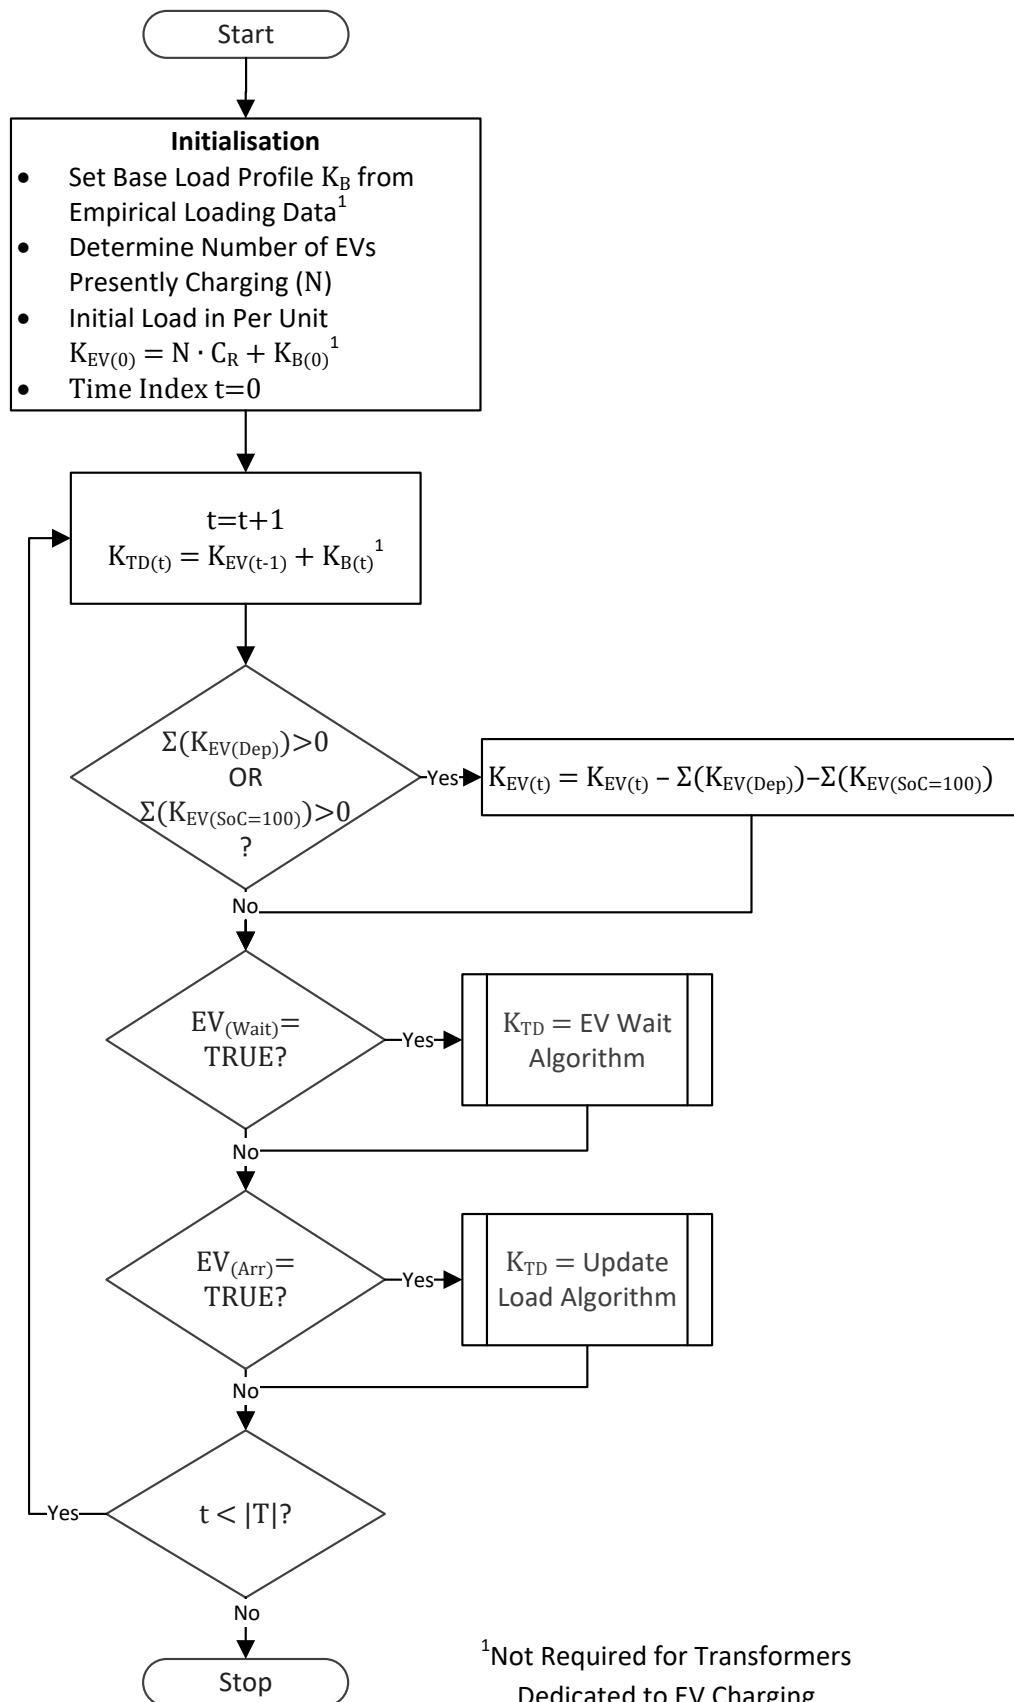 Start
Initialisation
• Set Base Load Profile K_B from
Empirical Loading Data¹
• Determine Number of EVs
Presently Charging (N)
• Initial Load in Per Unit
K_EV(0) = N · C_R + K_B(0)¹
• Time Index t=0
t=t+1
K_TD(t) = K_EV(t-1) + K_B(t)¹
Σ(K_EV(Dep))>0
OR
Σ(K_EV(SoC=100))>0
?
Yes
K_EV(t) = K_EV(t) – Σ(K_EV(Dep))–Σ(K_EV(SoC=100))
No
EV_(Wait)=
TRUE?
Yes
K_TD = EV Wait
Algorithm
No
EV_(Arr)=
TRUE?
Yes
K_TD = Update
Load Algorithm
No
t < |T|?
Yes
No
Stop
¹Not Required for Transformers
Dedicated to EV Charging